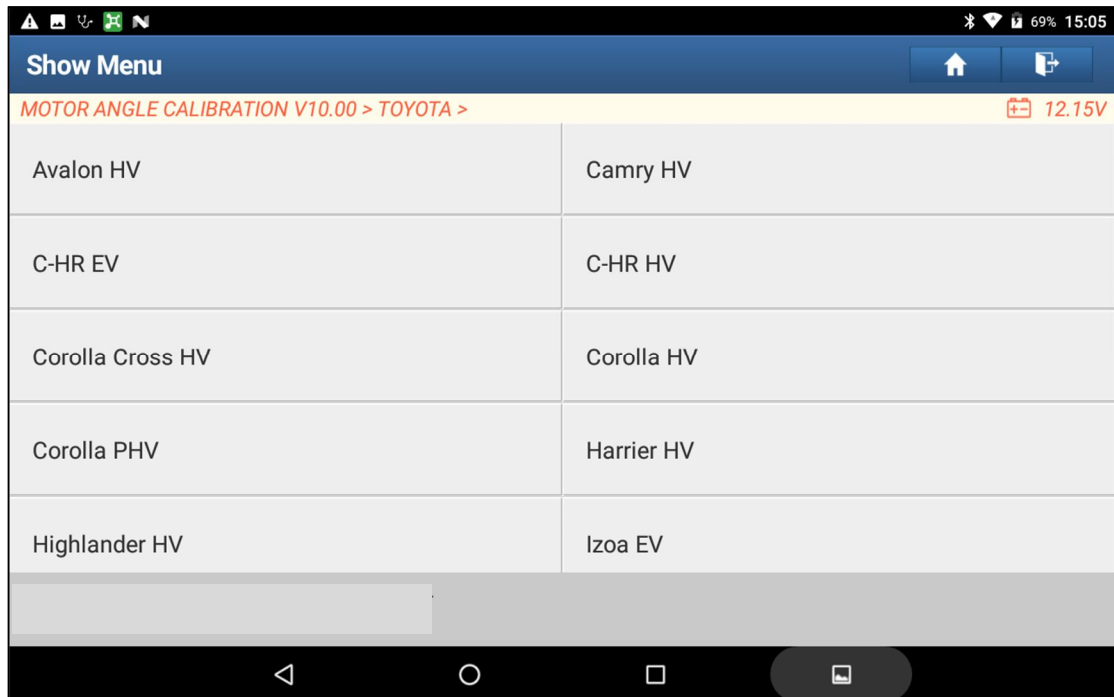 69% 15:05
Show Menu
MOTOR ANGLE CALIBRATION V10.00 > TOYOTA >
12.15V
Avalon HV
Camry HV
C-HR EV
C-HR HV
Corolla Cross HV
Corolla HV
Corolla PHV
Harrier HV
Highlander HV
Izoa EV